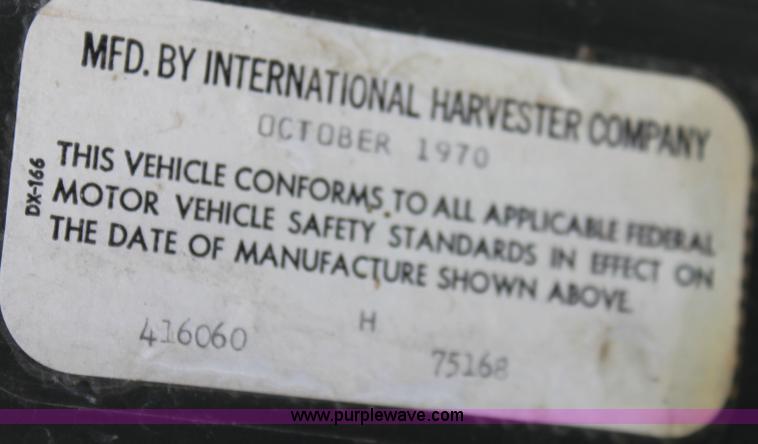 MFD. BY INTERNATIONAL HARVESTER COMPANY
OCTOBER 1970
THIS VEHICLE CONFORMS TO ALL APPLICABLE FEDERAL
MOTOR VEHICLE SAFETY STANDARDS IN EFFECT ON
THE DATE OF MANUFACTURE SHOWN ABOVE.
DX-166
416060 H 75168
www.purplewave.com